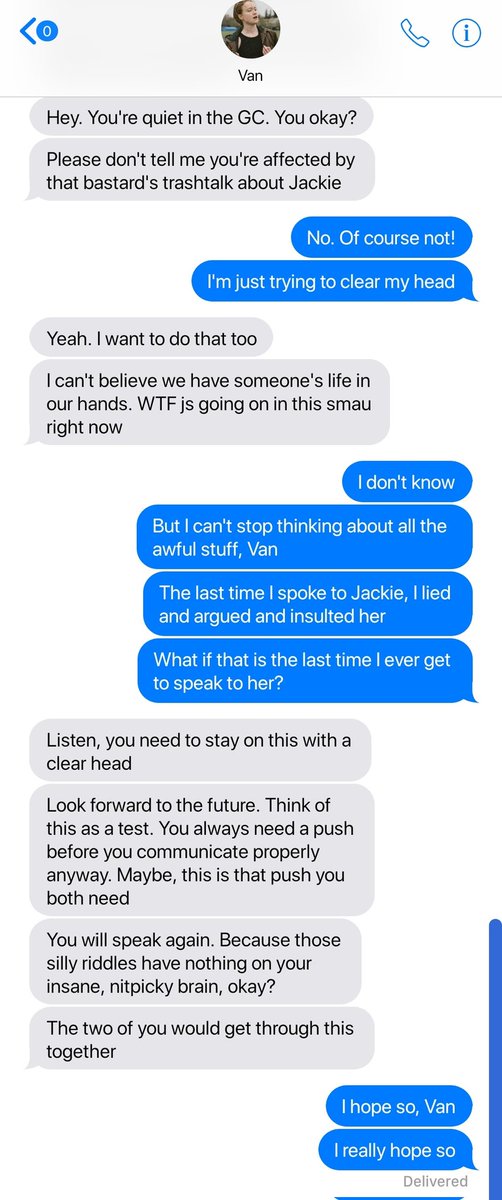 0
Van
Hey. You're quiet in the GC. You okay?
Please don't tell me you're affected by
that bastard's trashtalk about Jackie
No. Of course not!
I'm just trying to clear my head
Yeah. I want to do that too
I can't believe we have someone's life in
our hands. WTF js going on in this smau
right now
I don't know
But I can't stop thinking about all the
awful stuff, Van
The last time I spoke to Jackie, I lied
and argued and insulted her
What if that is the last time I ever get
to speak to her?
Listen, you need to stay on this with a
clear head
Look forward to the future. Think of
this as a test. You always need a push
before you communicate properly
anyway. Maybe, this is that push you
both need
You will speak again. Because those
silly riddles have nothing on your
insane, nitpicky brain, okay?
The two of you would get through this
together
I hope so, Van
I really hope so
Delivered